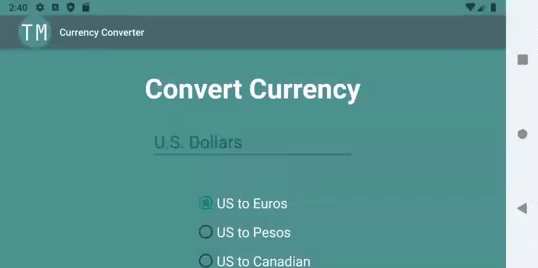 2:40
TM Currency Converter
Convert Currency
U.S. Dollars
US to Euros
US to Pesos
US to Canadian